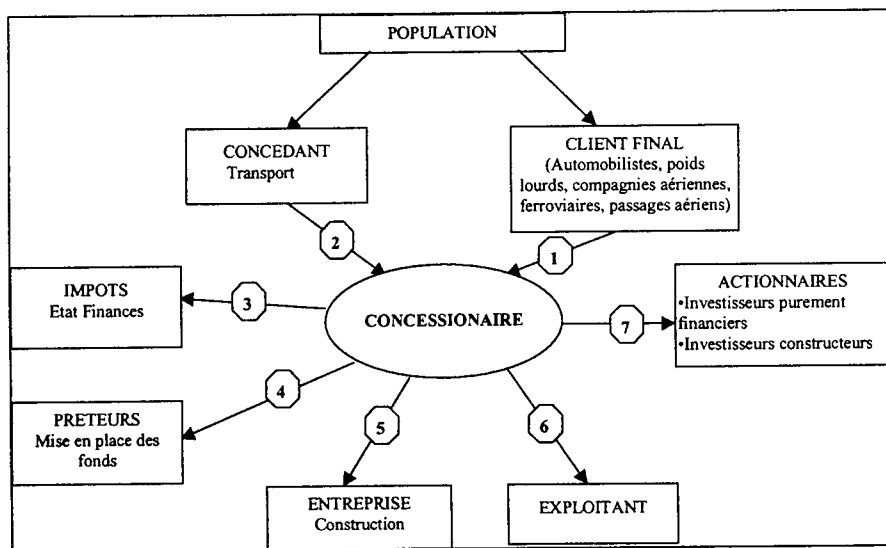 POPULATION
CONCEDANT
Transport
CLIENT FINAL
(Automobilistes, poids
lourds, compagnies aériennes,
ferroviaires, passages aériens)
2
1
IMPOTS
Etat Finances
3
CONCESSIONAIRE
7
ACTIONNAIRES
•Investisseurs purement
financiers
•Investisseurs constructeurs
4
PRETEURS
Mise en place des
fonds
5
6
ENTREPRISE
Construction
EXPLOITANT